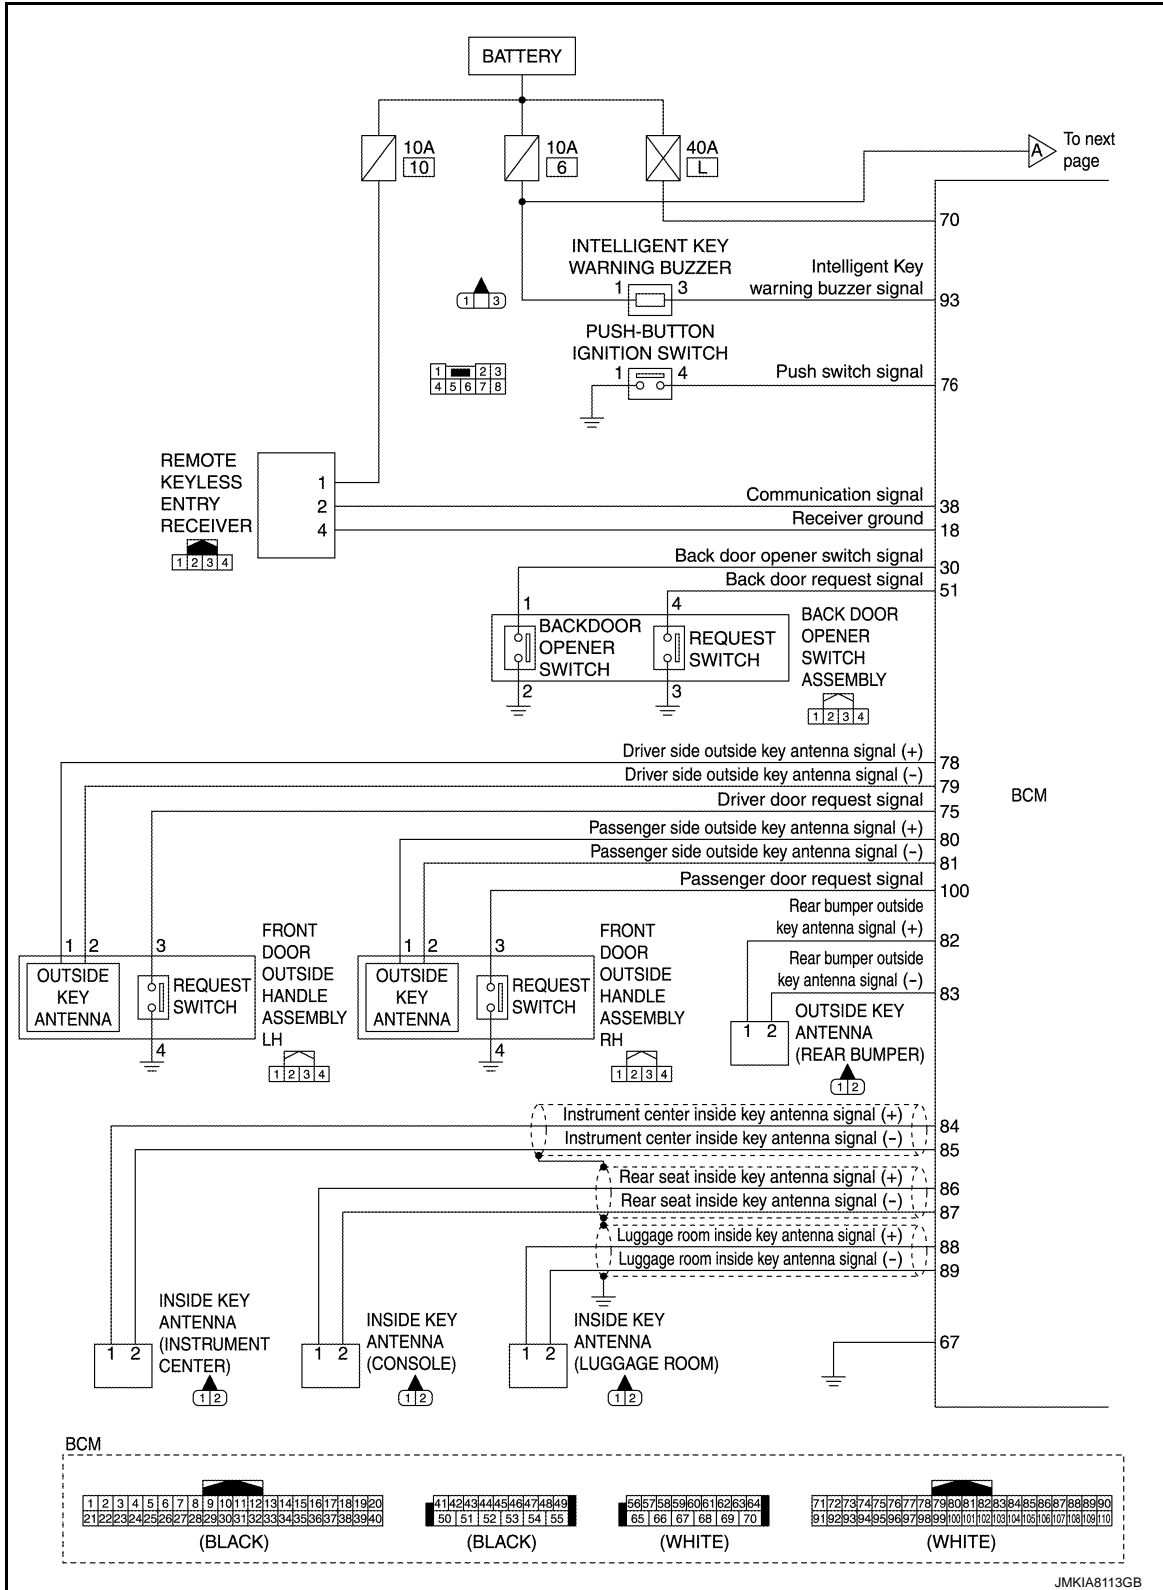 BATTERY
10A
10
10A
6
40A
L
A
To next
page
70
INTELLIGENT KEY
WARNING BUZZER
1 3
Intelligent Key
warning buzzer signal
93
1 3
PUSH-BUTTON
IGNITION SWITCH
1 4
Push switch signal
76
1 2 3
4 5 6 7 8
REMOTE
KEYLESS
ENTRY
RECEIVER
1 2 3 4
1
2
4
Communication signal
38
Receiver ground
18
Back door opener switch signal
30
Back door request signal
51
1
4
BACKDOOR
OPENER
SWITCH
REQUEST
SWITCH
2
3
BACK DOOR
OPENER
SWITCH
ASSEMBLY
1 2 3 4
Driver side outside key antenna signal (+)
78
Driver side outside key antenna signal (−)
79
Driver door request signal
75
BCM
Passenger side outside key antenna signal (+)
80
Passenger side outside key antenna signal (−)
81
Passenger door request signal
100
Rear bumper outside
key antenna signal (+)
82
Rear bumper outside
key antenna signal (−)
83
1 2 3
OUTSIDE
KEY
ANTENNA
REQUEST
SWITCH
4
FRONT
DOOR
OUTSIDE
HANDLE
ASSEMBLY
LH
1 2 3 4
1 2 3
OUTSIDE
KEY
ANTENNA
REQUEST
SWITCH
4
FRONT
DOOR
OUTSIDE
HANDLE
ASSEMBLY
RH
1 2 3 4
1 2
OUTSIDE KEY
ANTENNA
(REAR BUMPER)
1 2
Instrument center inside key antenna signal (+)
84
Instrument center inside key antenna signal (−)
85
Rear seat inside key antenna signal (+)
86
Rear seat inside key antenna signal (−)
87
Luggage room inside key antenna signal (+)
88
Luggage room inside key antenna signal (−)
89
1 2
INSIDE KEY
ANTENNA
(INSTRUMENT
CENTER)
1 2
1 2
INSIDE KEY
ANTENNA
(CONSOLE)
1 2
1 2
INSIDE KEY
ANTENNA
(LUGGAGE ROOM)
1 2
67
BCM
1 2 3 4 5 6 7 8 9 10 11 12 13 14 15 16 17 18 19 20
21 22 23 24 25 26 27 28 29 30 31 32 33 34 35 36 37 38 39 40
(BLACK)
41 42 43 44 45 46 47 48 49
50 51 52 53 54 55
(BLACK)
56 57 58 59 60 61 62 63 64
65 66 67 68 69 70
(WHITE)
71 72 73 74 75 76 77 78 79 80 81 82 83 84 85 86 87 88 89 90
91 92 93 94 95 96 97 98 99 100 101 102 103 104 105 106 107 108 109 110
(WHITE)
JMKIA8113GB